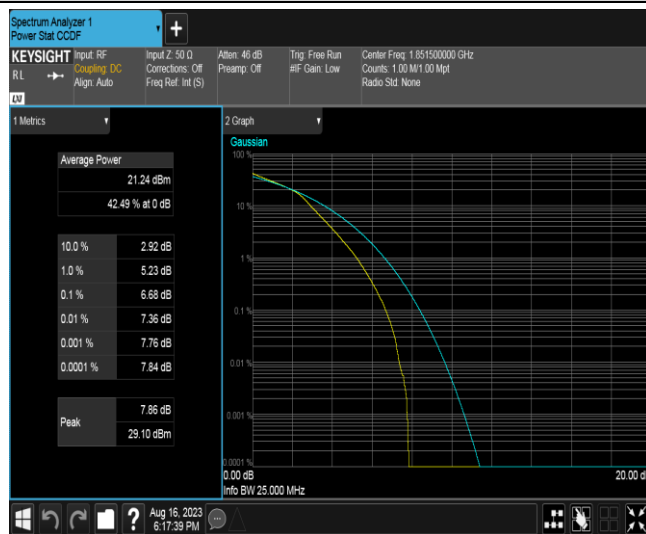 Spectrum Analyzer 1
Power Stat CCDF
+
KEYSIGHT
RL
Input: RF
Coupling: DC
Align: Auto
Input Z: 50 Ω
Corrections: Off
Freq Ref: Int (S)
Atten: 46 dB
Preamp: Off
Trig: Free Run
#IF Gain: Low
Center Freq: 1.851500000 GHz
Counts: 1.00 M/1.00 Mpt
Radio Std: None
LXI
1 Metrics
Average Power
21.24 dBm
42.49 % at 0 dB
10.0 % 2.92 dB
1.0 % 5.23 dB
0.1 % 6.68 dB
0.01 % 7.36 dB
0.001 % 7.76 dB
0.0001 % 7.84 dB
Peak
7.86 dB
29.10 dBm
2 Graph
Gaussian
100 %
10 %
1 %
0.1 %
0.01 %
0.001 %
0.0001 %
0.00 dB
20.00 d
Info BW 25.000 MHz
?
Aug 16, 2023
6:17:39 PM